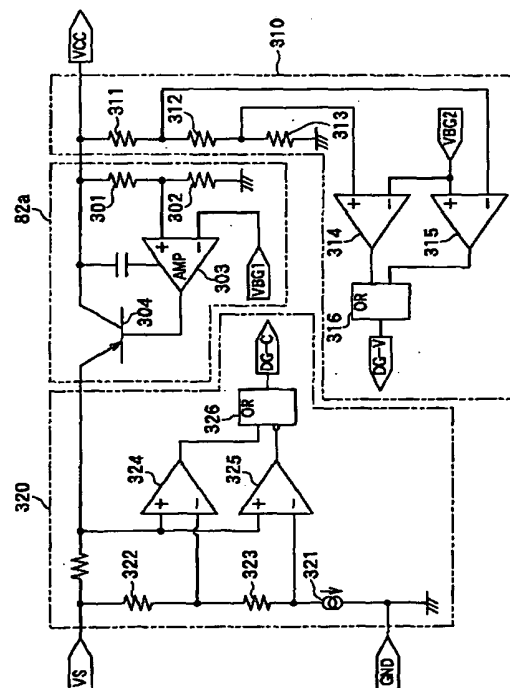 VCC
310
311
312
313
82a
301
302
+
-
AMP
303
304
VBG1
VBG2
+
-
314
+
-
315
OR
316
DG-V
320
DG-C
OR
326
+
-
324
+
-
325
322
323
321
VS
GND